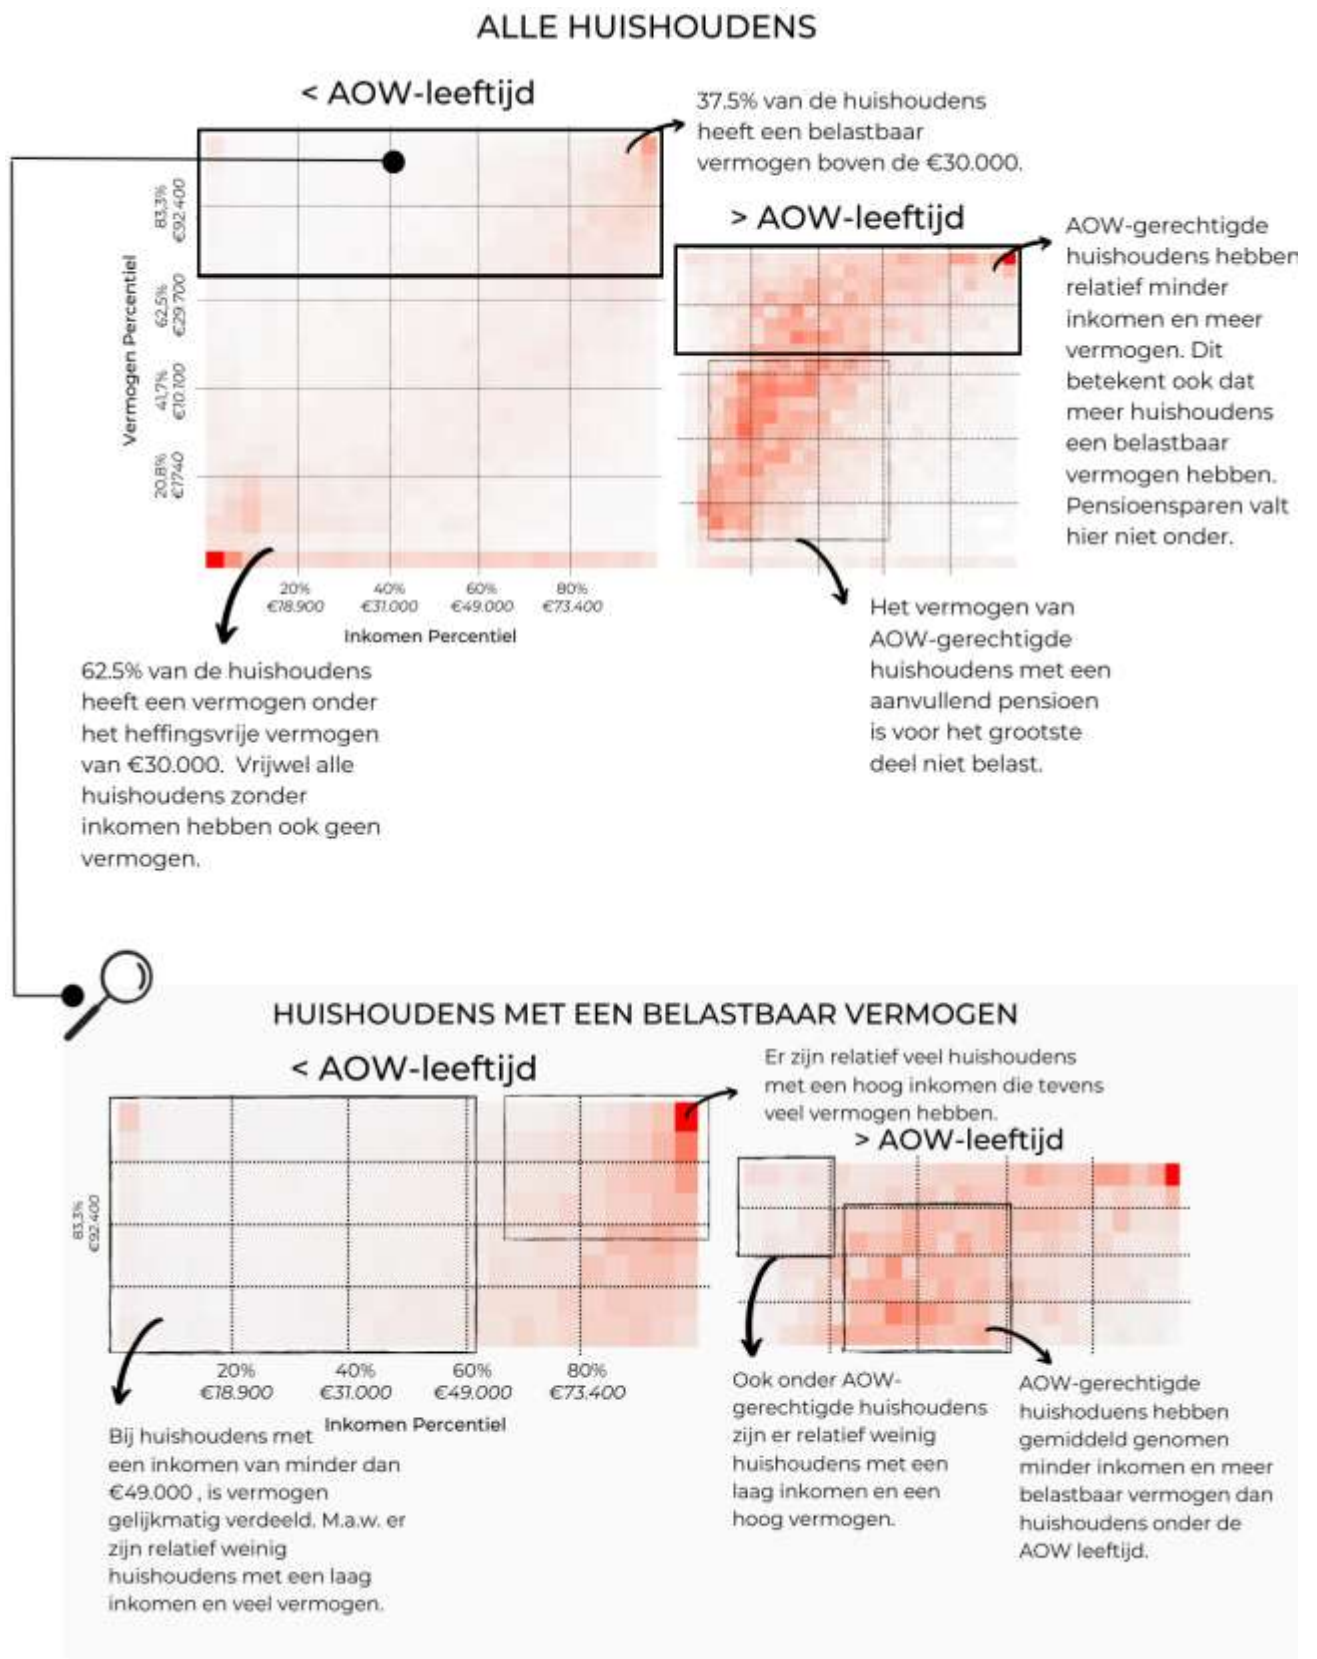 ALLE HUISHOUDENS
< AOW-leeftijd
37.5% van de huishoudens
heeft een belastbaar
vermogen boven de €30.000.
> AOW-leeftijd
AOW-gerechtigde
huishoudens hebben
relatief minder
inkomen en meer
vermogen. Dit
betekent ook dat
meer huishoudens
een belastbaar
vermogen hebben.
Pensioensparen valt
hier niet onder.
Vermogen Percentiel
83,3%
€92.400
62.5%
€29.700
41,7%
€10.100
20.8%
€1740
20%
€18.900
40%
€31.000
60%
€49.000
80%
€73.400
Inkomen Percentiel
62.5% van de huishoudens
heeft een vermogen onder
het heffingsvrije vermogen
van €30.000. Vrijwel alle
huishoudens zonder
inkomen hebben ook geen
vermogen.
Het vermogen van
AOW-gerechtigde
huishoudens met een
aanvullend pensioen
is voor het grootste
deel niet belast.
HUISHOUDENS MET EEN BELASTBAAR VERMOGEN
< AOW-leeftijd
Er zijn relatief veel huishoudens
met een hoog inkomen die tevens
veel vermogen hebben.
> AOW-leeftijd
83.3%
€92.400
20%
€18.900
40%
€31.000
60%
€49.000
80%
€73.400
Inkomen Percentiel
Bij huishoudens met
een inkomen van minder dan
€49.000 , is vermogen
gelijkmatig verdeeld. M.a.w. er
zijn relatief weinig
huishoudens met een laag
inkomen en veel vermogen.
Ook onder AOW-
gerechtigde huishoudens
zijn er relatief weinig
huishoudens met een
laag inkomen en een
hoog vermogen.
AOW-gerechtigde
huishoduens hebben
gemiddeld genomen
minder inkomen en meer
belastbaar vermogen dan
huishoudens onder de
AOW leeftijd.